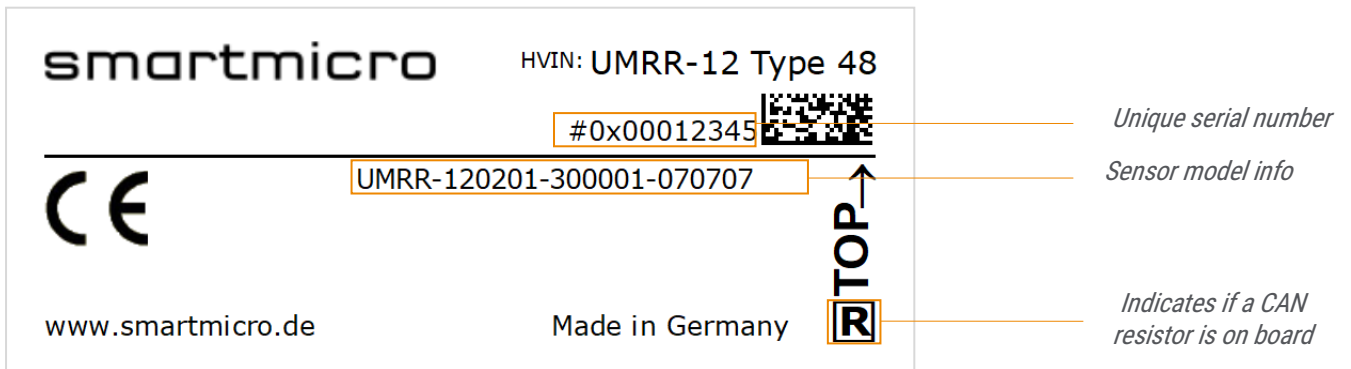 smartmicro
HVIN: UMRR-12 Type 48
#0x00012345
Unique serial number
UMRR-120201-300001-070707
Sensor model info
CE
TOP
www.smartmicro.de
Made in Germany
R
Indicates if a CAN
resistor is on board